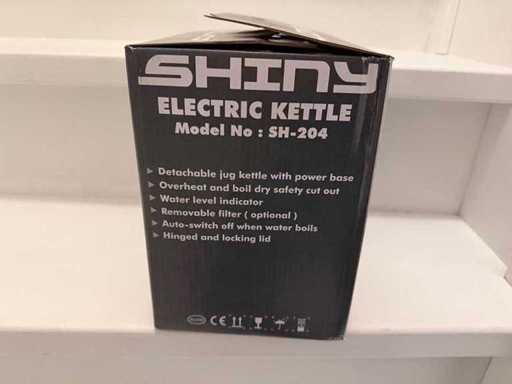 SHINY
ELECTRIC KETTLE
Model No : SH-204
Detachable jug kettle with power base
Overheat and boil dry safety cut out
Water level indicator
Removable filter ( optional )
Auto-switch off when water boils
Hinged and locking lid
CE